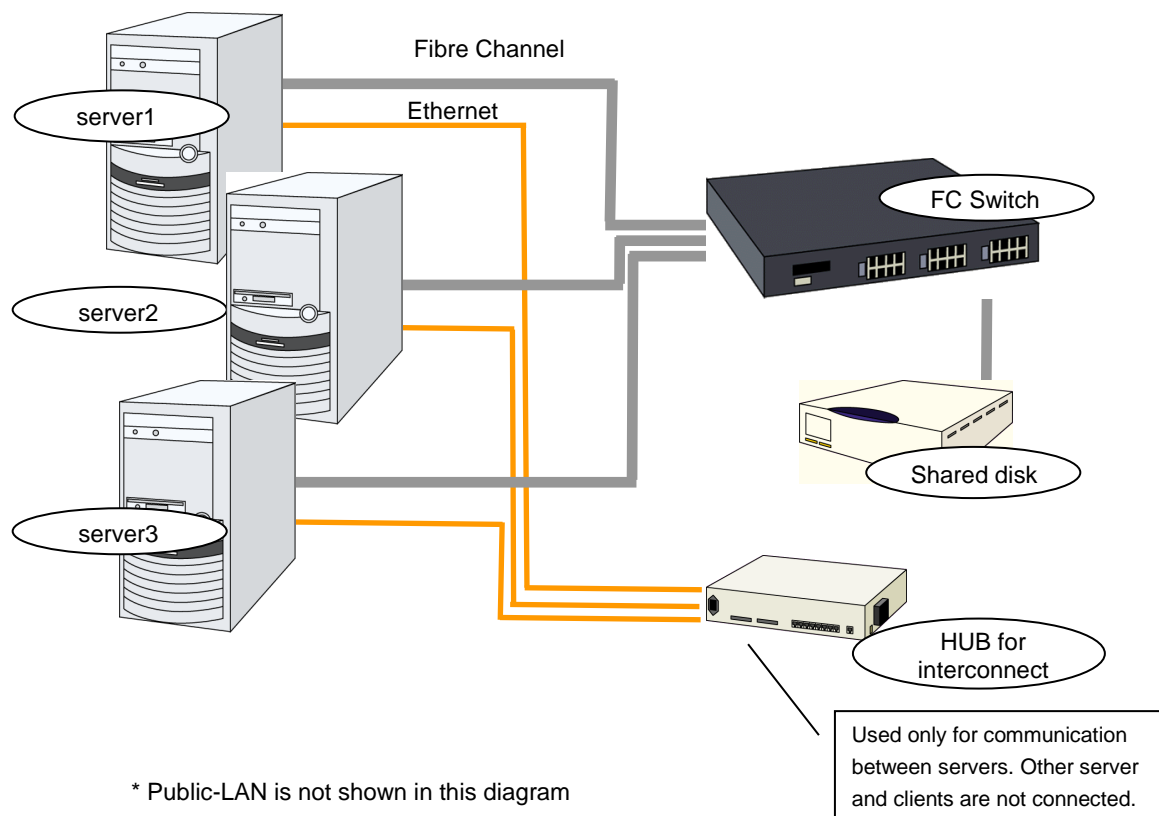 Fibre Channel
Ethernet
server1
FC Switch
server2
Shared disk
server3
HUB for
interconnect
Used only for communication
between servers. Other server
and clients are not connected.
* Public-LAN is not shown in this diagram